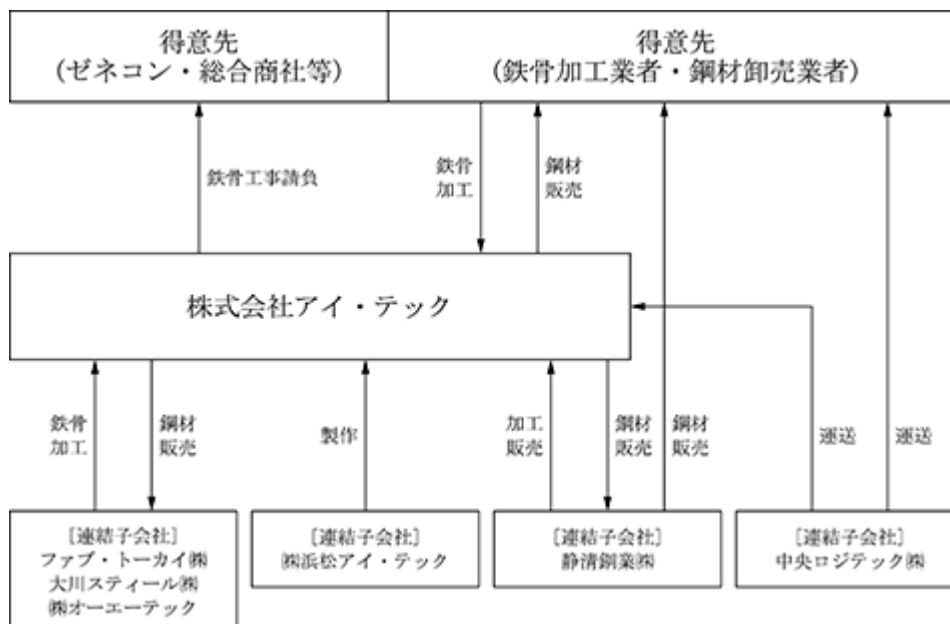 得意先
(ゼネコン・総合商社等)
得意先
(鉄骨加工業者・鋼材卸売業者)
鉄骨工事請負
鉄骨
加工
鋼材
販売
株式会社アイ・テック
鉄骨
加工
鋼材
販売
製作
加工
販売
鋼材
販売
鋼材
販売
運送
運送
[連結子会社]
ファブ・トーカイ㈱
大川スティール㈱
㈱オーエーテック
[連結子会社]
㈱浜松アイ・テック
[連結子会社]
静清鋼業㈱
[連結子会社]
中央ロジテック㈱